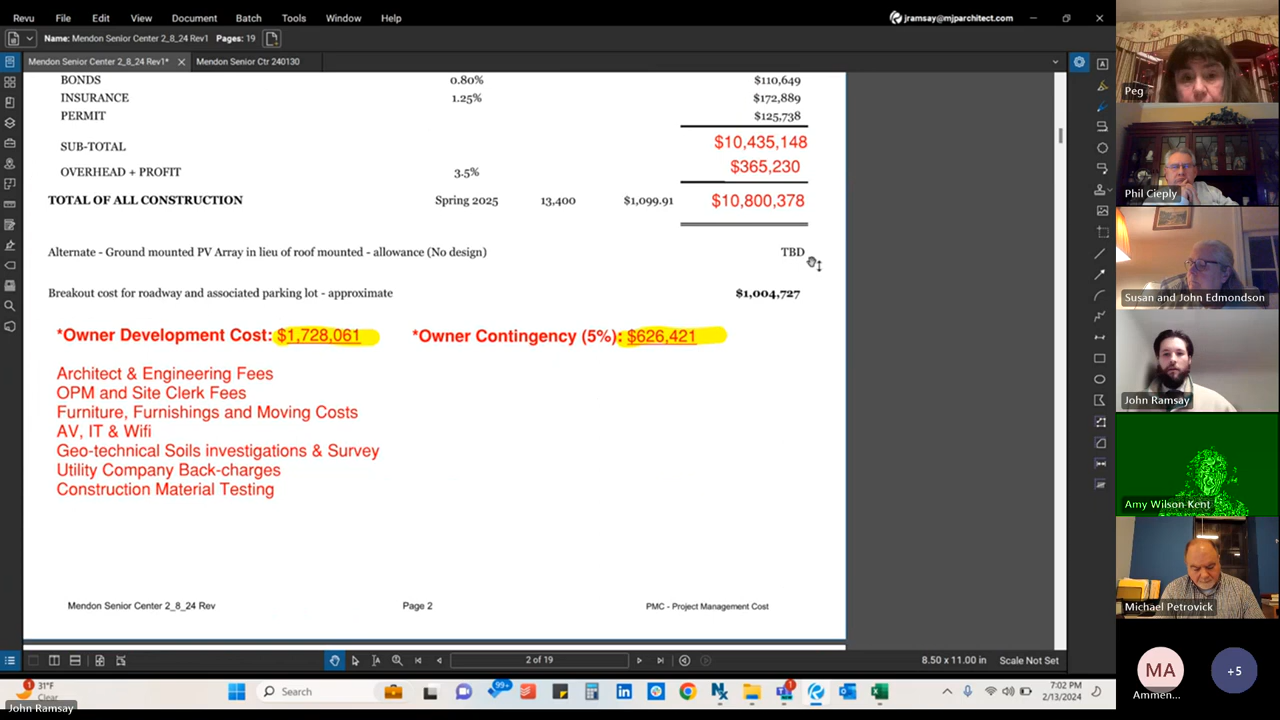 Revu File Edit View Document Batch Tools Window Help jramsay@mjparchitect.com
Name: Mendon Senior Center 2_8_24 Rev1 Pages: 19
Mendon Senior Center 2_8_24 Rev1* Mendon Senior Ctr 240130
BONDS 0.80% $110,649
INSURANCE 1.25% $172,889
PERMIT $125,738
SUB-TOTAL $10,435,148
OVERHEAD + PROFIT 3.5% $365,230
TOTAL OF ALL CONSTRUCTION Spring 2025 13,400 $1,099.91 $10,800,378
Alternate - Ground mounted PV Array in lieu of roof mounted - allowance (No design) TBD
Breakout cost for roadway and associated parking lot - approximate $1,004,727
*Owner Development Cost: $1,728,061 *Owner Contingency (5%): $626,421
Architect & Engineering Fees
OPM and Site Clerk Fees
Furniture, Furnishings and Moving Costs
AV, IT & Wifi
Geo-technical Soils investigations & Survey
Utility Company Back-charges
Construction Material Testing
Mendon Senior Center 2_8_24 Rev Page 2 PMC - Project Management Cost
2 of 19 8.50 x 11.00 in Scale Not Set
1 31°F
Clear
Search
99+
1
7:02 PM
2/13/2024
John Ramsay
Peg
Phil Cieply
Susan and John Edmondson
John Ramsay
Amy Wilson Kent
Michael Petrovick
MA +5
Ammen...